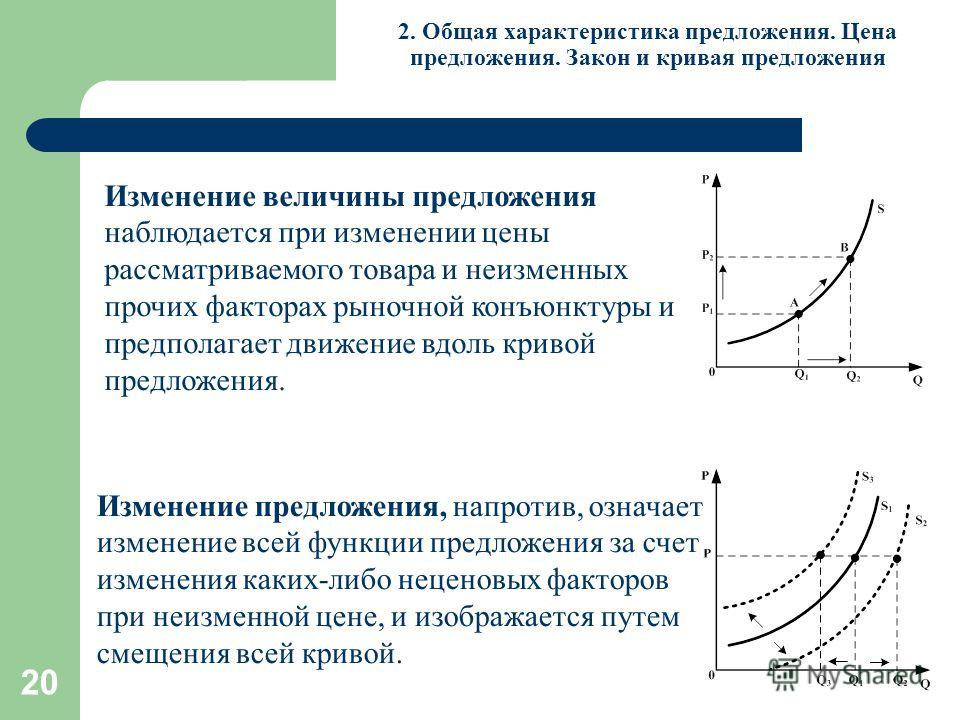 2. Общая характеристика предложения. Цена
предложения. Закон и кривая предложения
Изменение величины предложения
наблюдается при изменении цены
рассматриваемого товара и неизменных
прочих факторах рыночной конъюнктуры и
предполагает движение вдоль кривой
предложения.
P
S
B
P₂
A
P₁
0
Q₁
Q₂
Q
Изменение предложения, напротив, означает
изменение всей функции предложения за счет
изменения каких-либо неценовых факторов
при неизменной цене, и изображается путем
смещения всей кривой.
P
S₃
S₁
S₂
P
0
Q₃
Q₁
Q₂
Q
20
MyShared